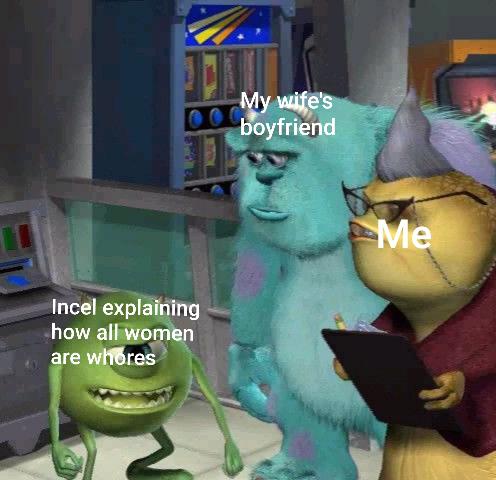 My wife's
boyfriend
Me
Incel explaining
how all women
are whores